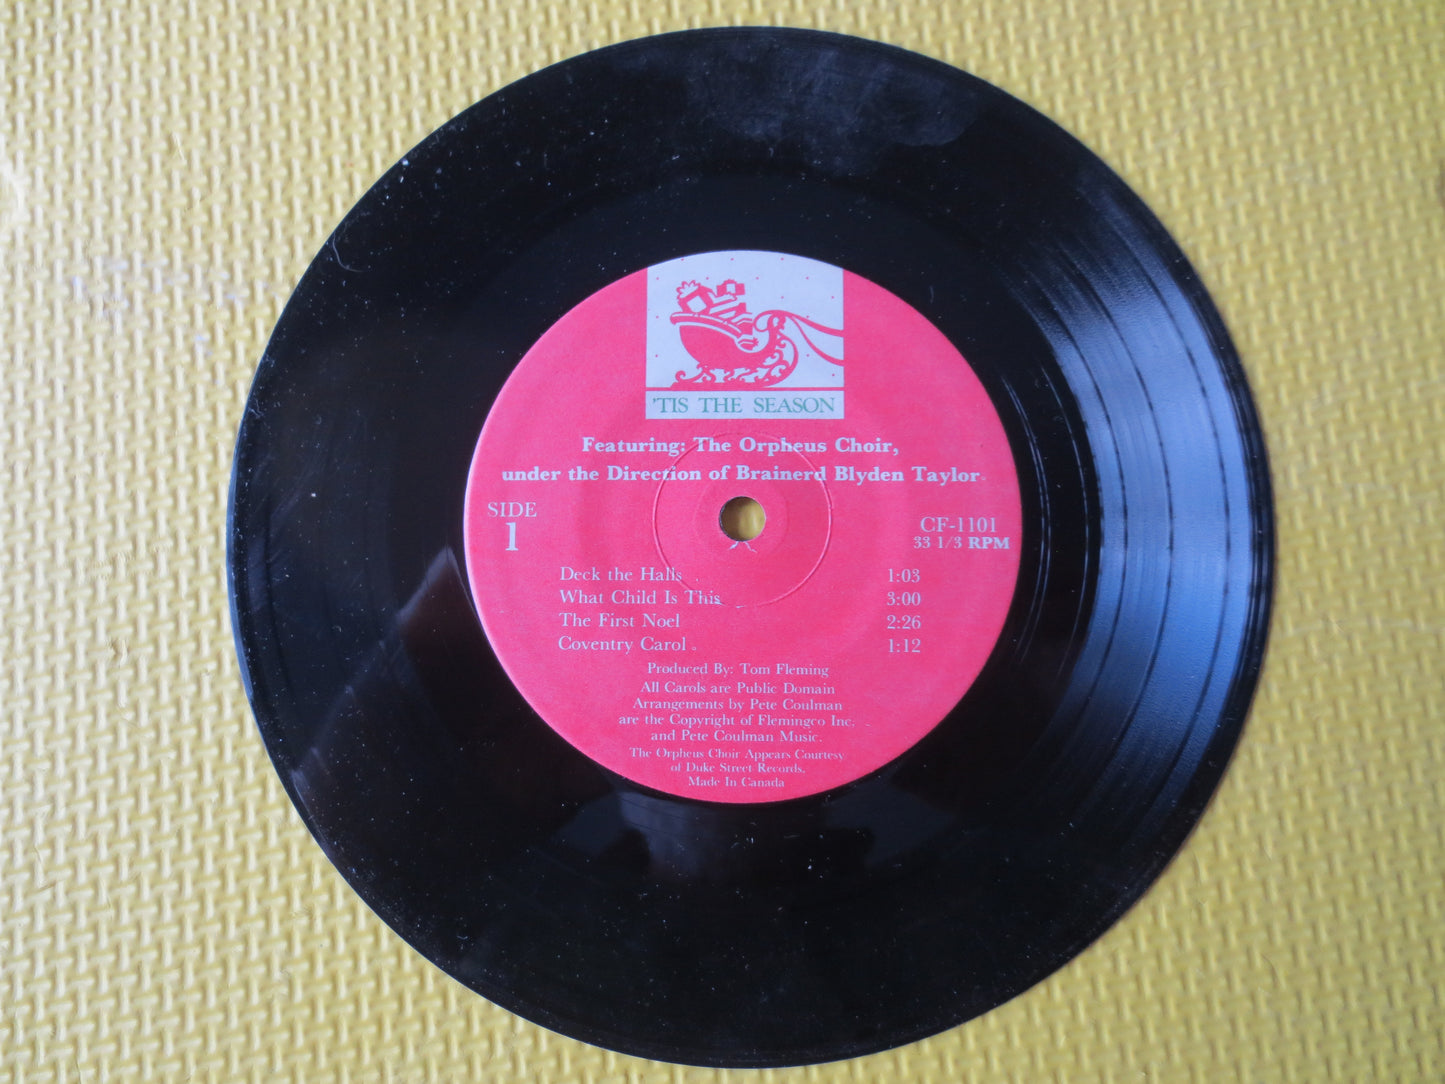 'TIS THE SEASON
Featuring: The Orpheus Choir,
under the Direction of Brainerd Blyden Taylor
SIDE
1
CF-1101
33 1/3 RPM
Deck the Halls 1:03
What Child Is This 3:00
The First Noel 2:26
Coventry Carol 1:12
Produced By: Tom Fleming
All Carols are Public Domain
Arrangements by Pete Coulman
are the Copyright of Flemingco Inc.
and Pete Coulman Music.
The Orpheus Choir Appears Courtesy
of Duke Street Records.
Made In Canada